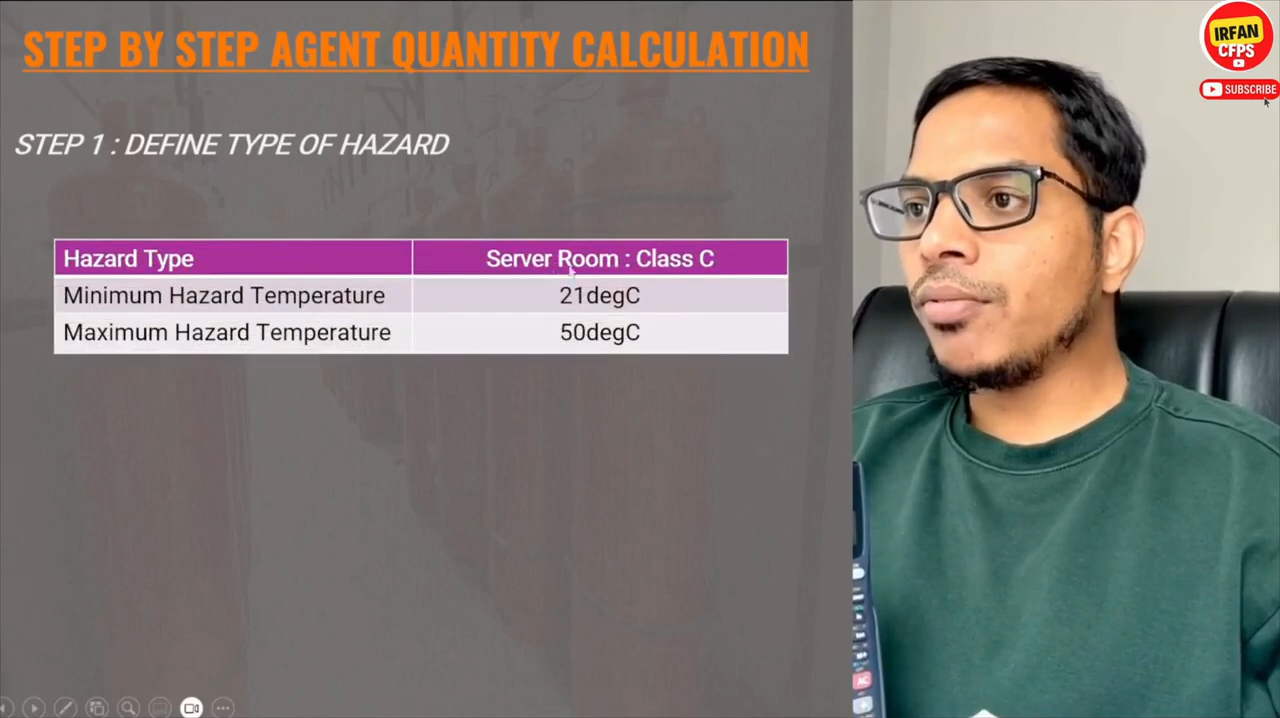 STEP BY STEP AGENT QUANTITY CALCULATION
IRFAN
CFPS
SUBSCRIBE
STEP 1 : DEFINE TYPE OF HAZARD
Hazard Type Server Room : Class C
Minimum Hazard Temperature 21degC
Maximum Hazard Temperature 50degC
AC